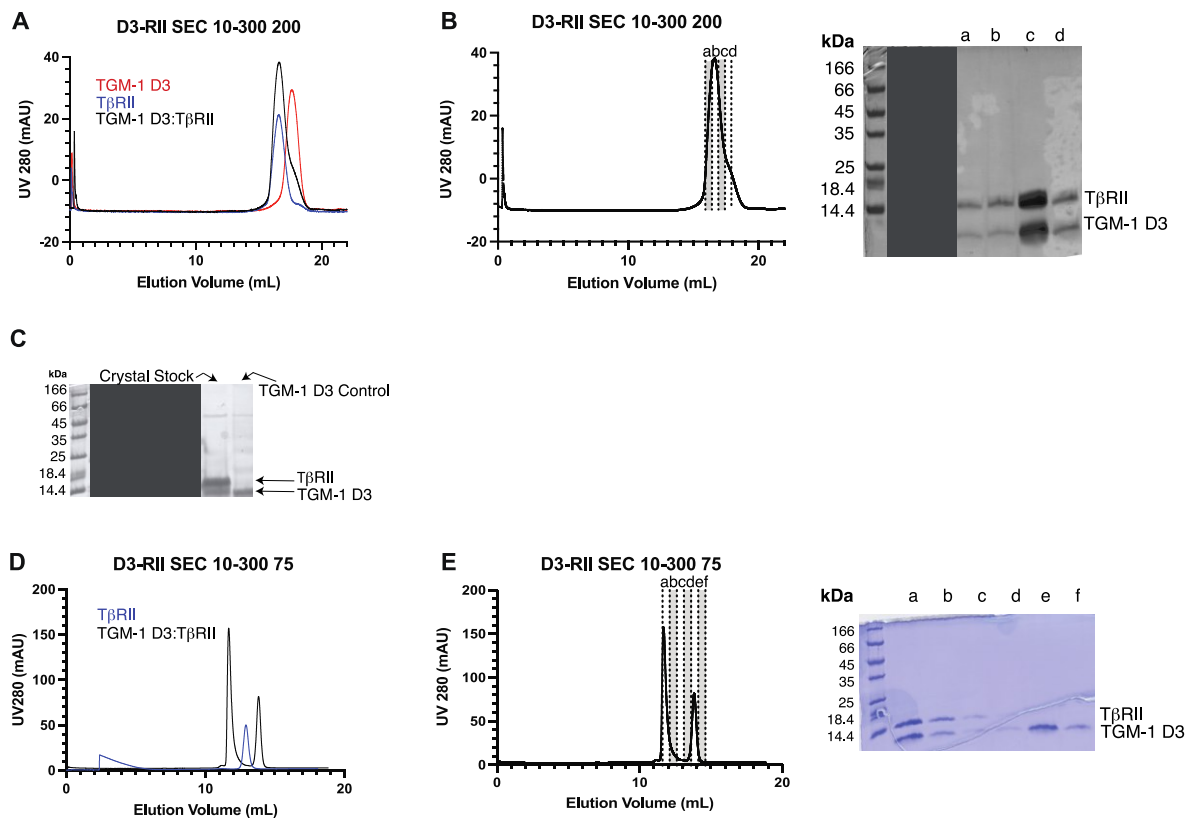 A
D3-RII SEC 10-300 200
UV 280 (mAU)
40
20
0
-20
TGM-1 D3
TβRII
TGM-1 D3:TβRII
0
10
20
Elution Volume (mL)
B
D3-RII SEC 10-300 200
abcd
UV 280 (mAU)
40
20
0
-20
0
10
20
Elution Volume (mL)
kDa
a b c d
166
66
45
35
25
18.4
14.4
TβRII
TGM-1 D3
C
kDa
Crystal Stock
TGM-1 D3 Control
166
66
45
35
25
18.4
14.4
TβRII
TGM-1 D3
D
D3-RII SEC 10-300 75
UV280 (mAU)
200
150
100
50
0
TβRII
TGM-1 D3:TβRII
0
10
20
Elution Volume (mL)
E
D3-RII SEC 10-300 75
abcdef
UV280 (mAU)
200
150
100
50
0
0
10
20
Elution Volume (mL)
kDa
a b c d e f
166
66
45
35
25
18.4
14.4
TβRII
TGM-1 D3